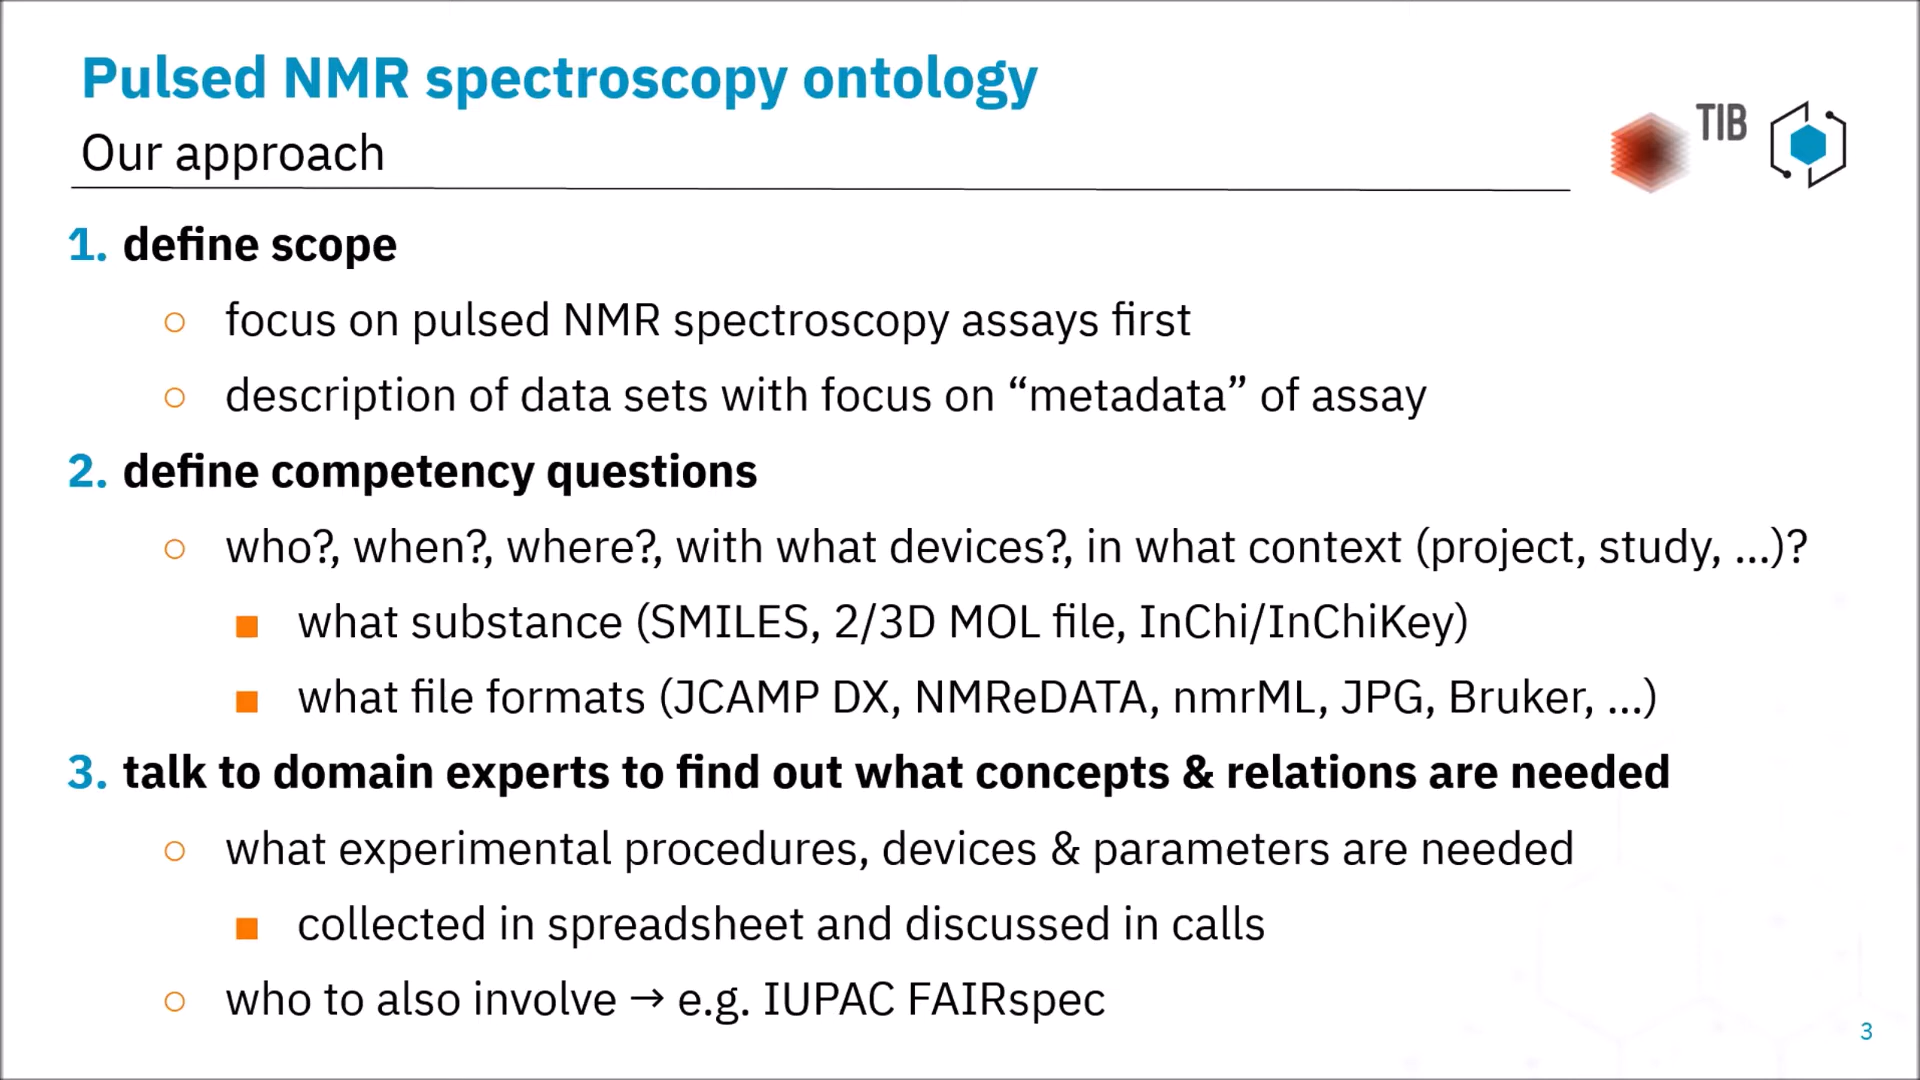 Pulsed NMR spectroscopy ontology
Our approach
TIB
1. define scope
○ focus on pulsed NMR spectroscopy assays first
○ description of data sets with focus on “metadata” of assay
2. define competency questions
○ who?, when?, where?, with what devices?, in what context (project, study, ...)?
■ what substance (SMILES, 2/3D MOL file, InChi/InChiKey)
■ what file formats (JCAMP DX, NMReDATA, nmrML, JPG, Bruker, ...)
3. talk to domain experts to find out what concepts & relations are needed
○ what experimental procedures, devices & parameters are needed
■ collected in spreadsheet and discussed in calls
○ who to also involve → e.g. IUPAC FAIRspec
3